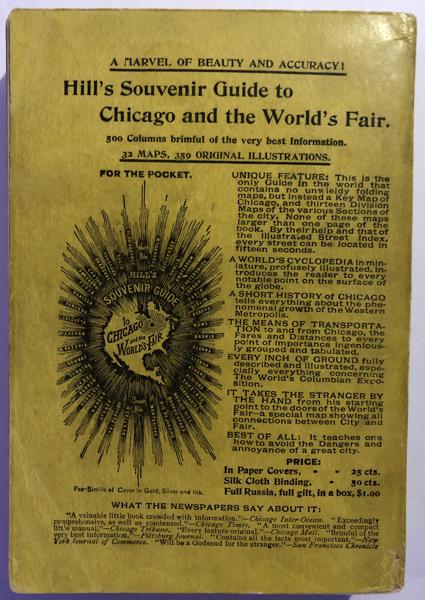 A MARVEL OF BEAUTY AND ACCURACY!
Hill's Souvenir Guide to
Chicago and the World's Fair.
500 Columns brimful of the very best Information.
32 MAPS, 359 ORIGINAL ILLUSTRATIONS.
FOR THE POCKET.
HILL'S
SOUVENIR GUIDE
To
CHICAGO
and the
WORLD'S FAIR
Fac-Simile of Cover in Gold, Silver and Ink.
UNIQUE FEATURE: This is the
only Guide in the world that
contains no unwieldy folding
maps, but instead a Key Map of
Chicago, and thirteen Division
Maps of the various Sections of
the city. None of these maps
larger than one page of the
book. By their help and that of
the Illustrated Street Index,
every street can be located in
fifteen seconds.
A WORLD'S CYCLOPEDIA in min-
iature, profusely illustrated, in-
troduces the reader to every
notable point on the surface of
the globe.
A SHORT HISTORY of CHICAGO
tells everything about the phe-
nomenal growth of the Western
Metropolis.
THE MEANS OF TRANSPORTA-
TION to and from Chicago, the
Fares and Distances to every
point of importance ingenious-
ly grouped and tabulated.
EVERY INCH OF GROUND fully
described and illustrated, espe-
cially everything concerning
The World's Columbian Expo-
sition.
IT TAKES THE STRANGER BY
THE HAND from his starting
point to the doors of the World's
Fair—a special map showing all
connections between City and
Fair.
BEST OF ALL: It teaches one
how to avoid the Dangers and
annoyance of a great city.
PRICE:
In Paper Covers, - - 25 cts.
Silk Cloth Binding, - 50 cts.
Full Russia, full gilt, in a box, $1.00
WHAT THE NEWSPAPERS SAY ABOUT IT:
"A valuable little book crowded with information."—Chicago Inter-Ocean. "Exceedingly
comprehensive, as well as condensed."—Chicago Times. "A most convenient and compact
little manual."—Chicago Tribune. "Every feature original."—Chicago Mail. "Brimful of the
very best information."—Pittsburg Journal. "Contains all the facts most important."—New
York Journal of Commerce. "Will be a Godsend for the stranger."—San Francisco Chronicle